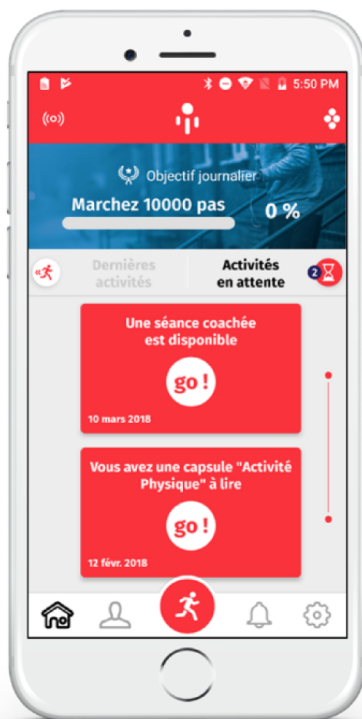 5:50 PM
Objectif journalier
Marchez 10000 pas
0 %
Dernières
activités
Activités
en attente
2
Une séance coachée
est disponible
go !
10 mars 2018
Vous avez une capsule "Activité
Physique" à lire
go !
12 févr. 2018